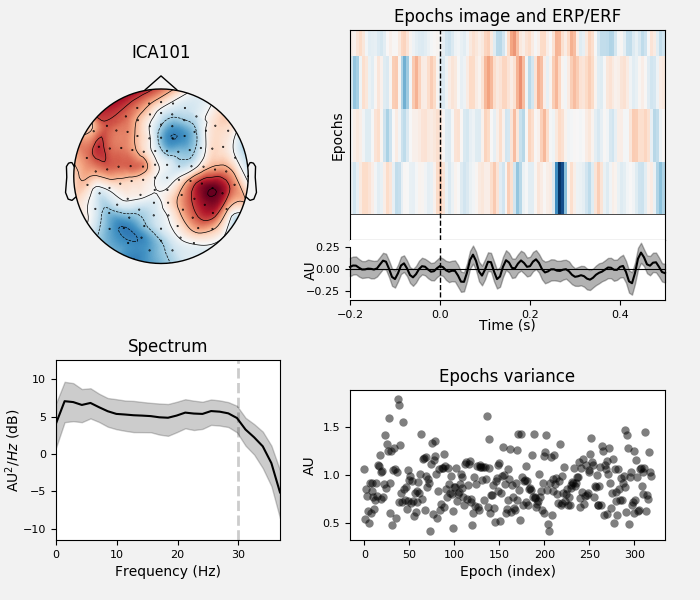 ICA101
Epochs image and ERP/ERF
Epochs
0.25
0.00
−0.25
AU
−0.2
0.0
0.2
0.4
Time (s)
Spectrum
10
5
0
−5
−10
AU²/Hz (dB)
0
10
20
30
Frequency (Hz)
Epochs variance
1.5
1.0
0.5
AU
0
50
100
150
200
250
300
Epoch (index)